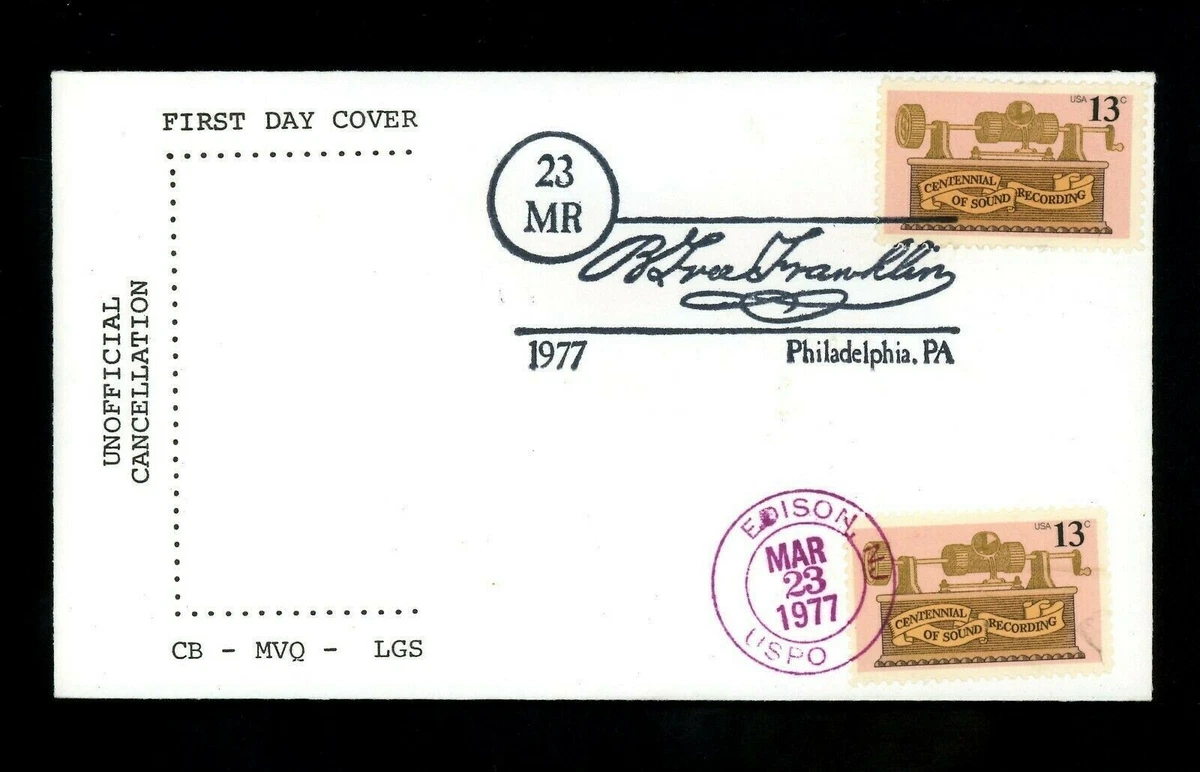 FIRST DAY COVER
UNOFFICIAL
CANCELLATION
CB - MVQ - LGS
23
MR
B Free Franklin
1977 Philadelphia, PA
USA 13c
CENTENNIAL
OF SOUND RECORDING
EDISON, NJ
MAR
23
1977
USPO
USA 13c
CENTENNIAL
OF SOUND RECORDING